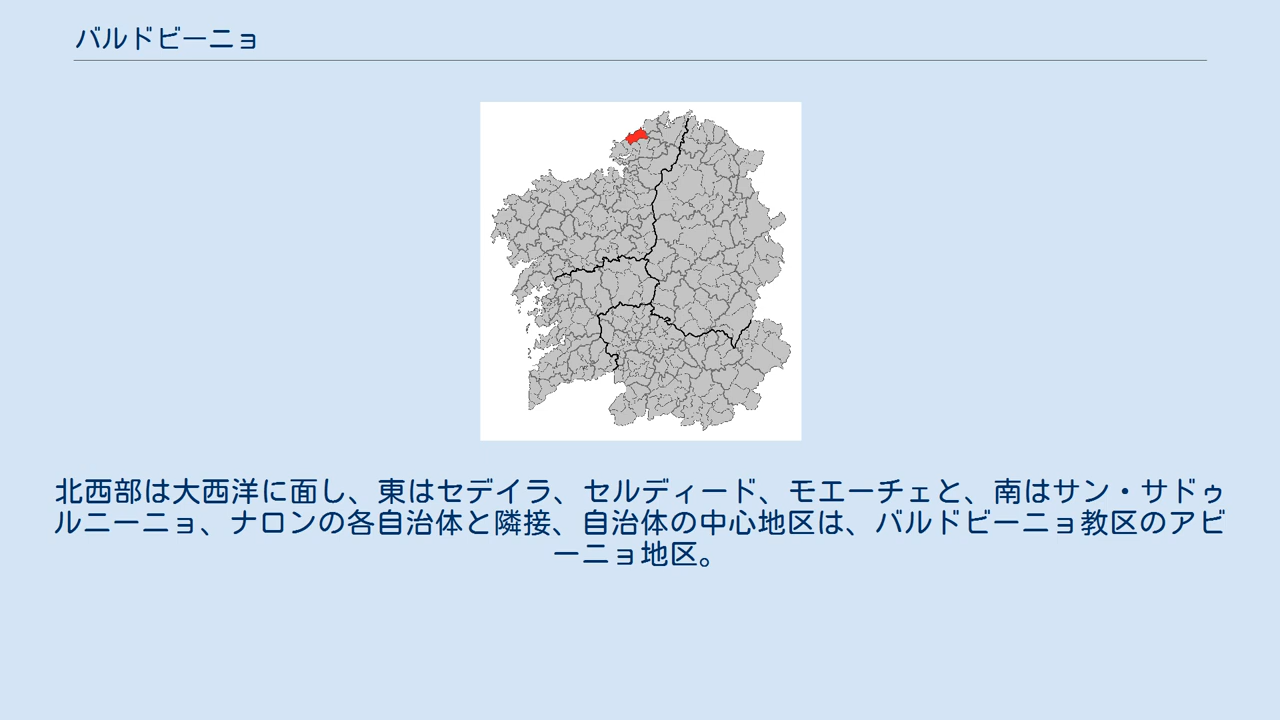 バルドビーニョ
北西部は大西洋に面し、東はセデイラ、セルディード、モエーチェと、南はサン・サドゥ
ルニーニョ、ナロンの各自治体と隣接、自治体の中心地区は、バルドビーニョ教区のアビ
ーニョ地区。